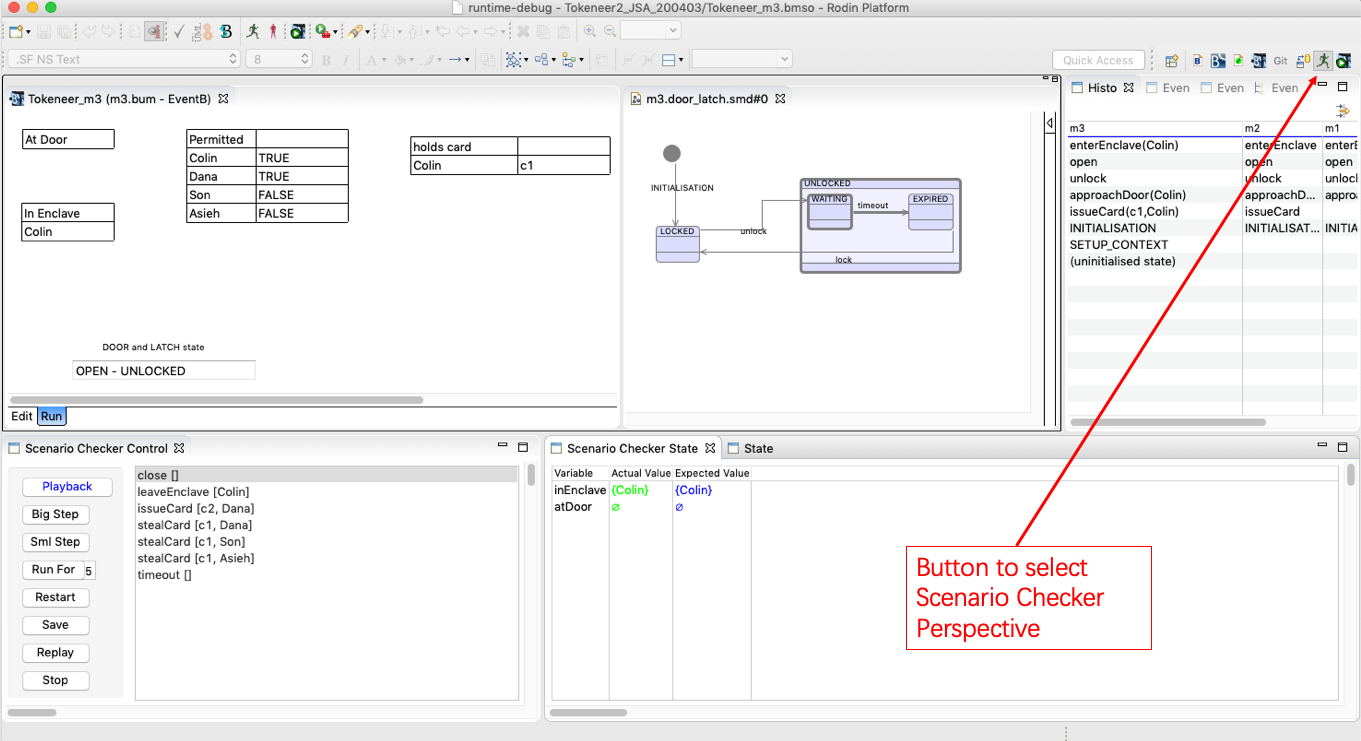 runtime-debug - Tokeneer2_JSA_200403/Tokeneer_m3.bmso - Rodin Platform
.SF NS Text
8
B I
A
Quick Access
Git
Tokeneer_m3 (m3.bum - EventB)
At Door
Permitted
Colin TRUE
Dana TRUE
Son FALSE
Asieh FALSE
holds card
Colin c1
In Enclave
Colin
DOOR and LATCH state
OPEN - UNLOCKED
Edit Run
m3.door_latch.smd#0
INITIALISATION
LOCKED
unlock
UNLOCKED
WAITING
timeout
EXPIRED
lock
Histo Even Even Even
m3 m2 m1
enterEnclave(Colin) enterEnclave enterE
open open open
unlock unlock unloc
approachDoor(Colin) approachD... appro
issueCard(c1,Colin) issueCard
INITIALISATION INITIALISAT... INITIA
SETUP_CONTEXT
(uninitialised state)
Scenario Checker Control
Playback
Big Step
Sml Step
Run For 5
Restart
Save
Replay
Stop
close []
leaveEnclave [Colin]
issueCard [c2, Dana]
stealCard [c1, Dana]
stealCard [c1, Son]
stealCard [c1, Asieh]
timeout []
Scenario Checker State State
Variable Actual Value Expected Value
inEnclave {Colin} {Colin}
atDoor ∅ ∅
Button to select
Scenario Checker
Perspective